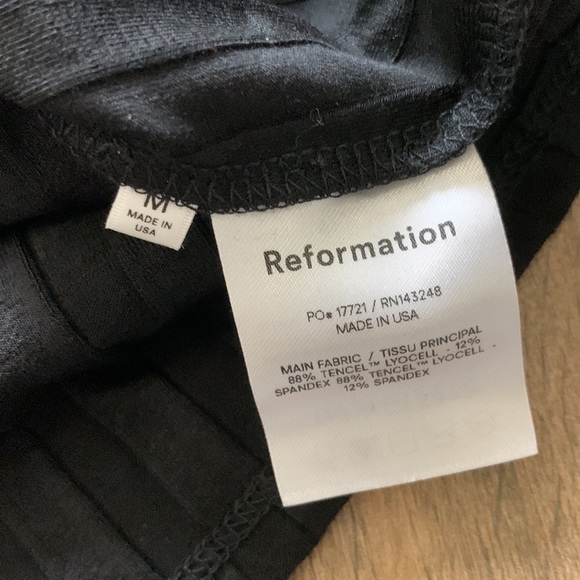 M
MADE IN
USA
Reformation
PO# 17721 / RN143248
MADE IN USA
MAIN FABRIC / TISSU PRINCIPAL
88% TENCEL™ LYOCELL . 12%
SPANDEX 88% TENCEL™ LYOCELL .
12% SPANDEX